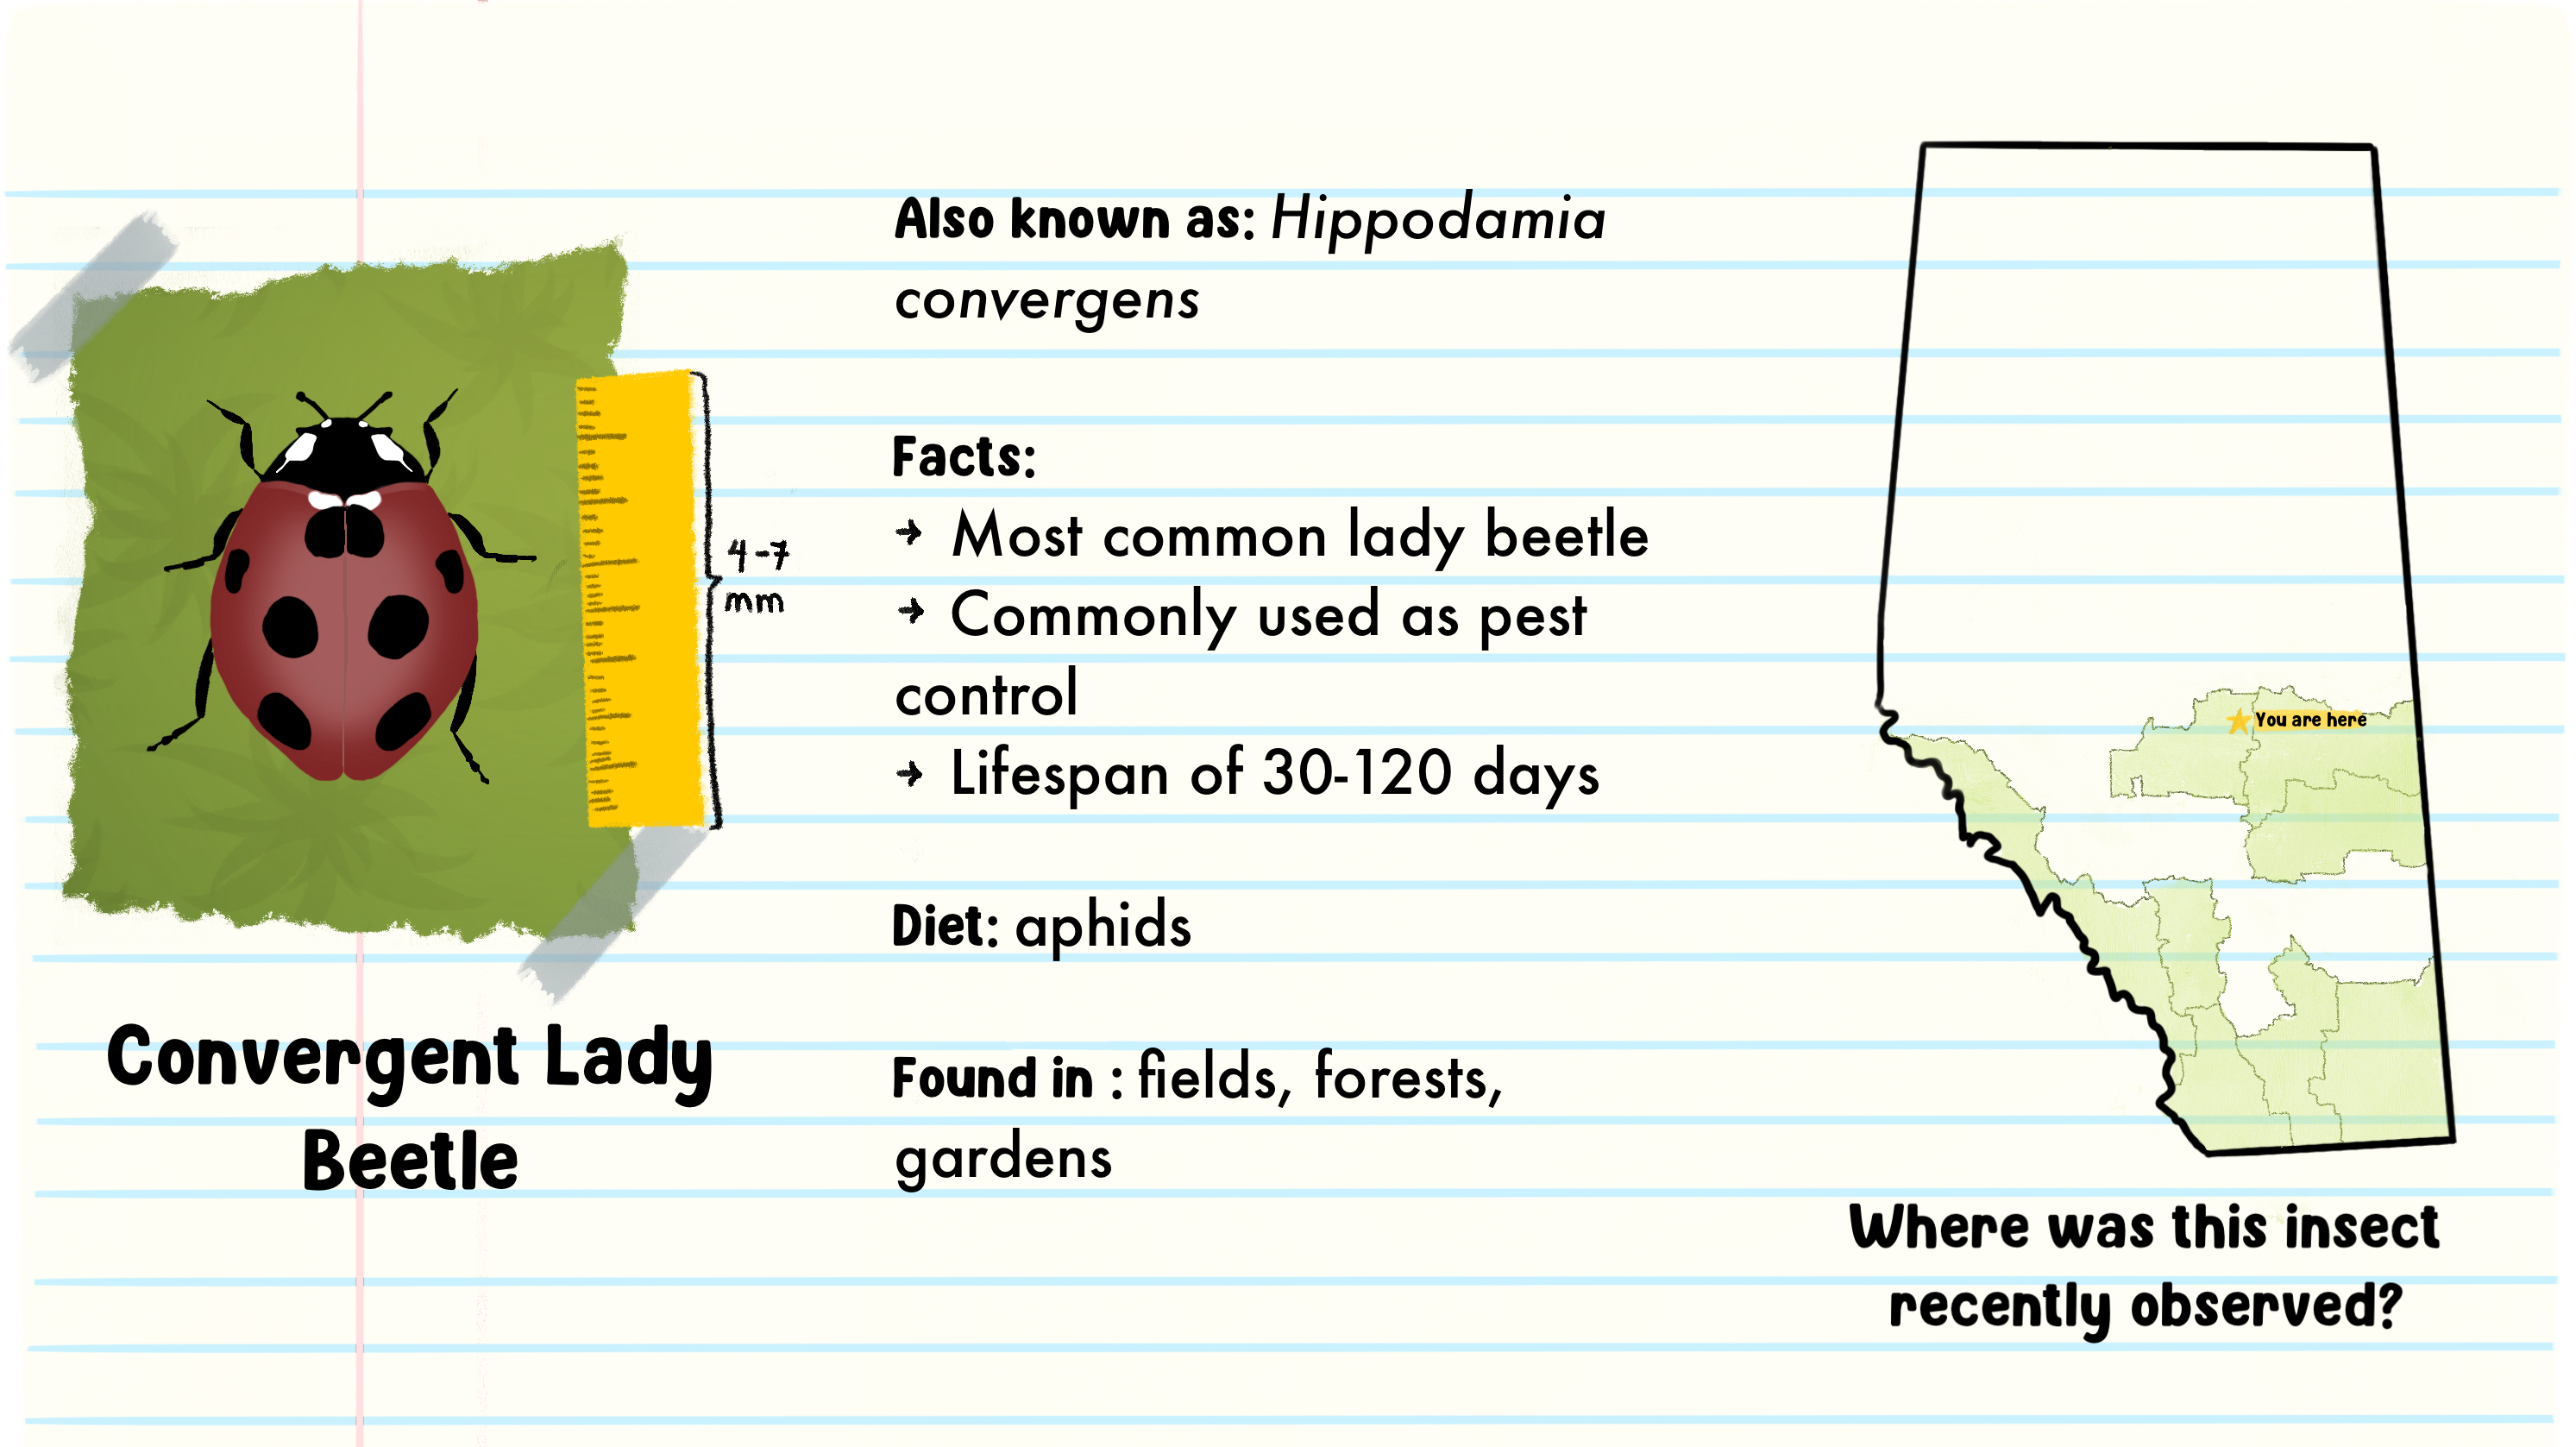 Also known as: Hippodamia
convergens
Facts:
→ Most common lady beetle
→ Commonly used as pest
control
→ Lifespan of 30-120 days
Diet: aphids
Found in : fields, forests,
gardens
4-7
mm
Convergent Lady
Beetle
You are here
Where was this insect
recently observed?